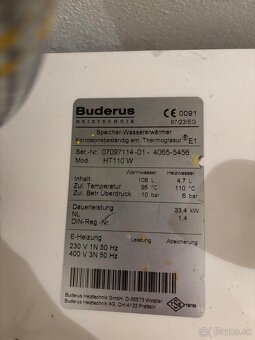 Buderus
HEIZTECHNIK
CE 0091
97/23/EG
Speicher-Wassererwärmer
Korrosionsbeständig em. Thermoglasur® E1
Ser.-Nr 07097114-01 - 4065-5456
Mod. HT110 W
Warmwasser Heizwasser
Inhalt 108 L 4,7 L
Zul. Temperatur 95 °C 110 °C
Zul. Betr.Überdruck 10 bar 6 bar
Dauerleistung 33,4 kW
NL 1,4
DIN-Reg.-Nr.
E-Heizung Leistung Absicherung
230 V 1N 50 Hz
400 V 3N 50 Hz
Buderus Heiztechnik GmbH, D-35573 Wetzlar
Buderus Heiztechnik AG, CH-4133 Pratteln
bazos.sk